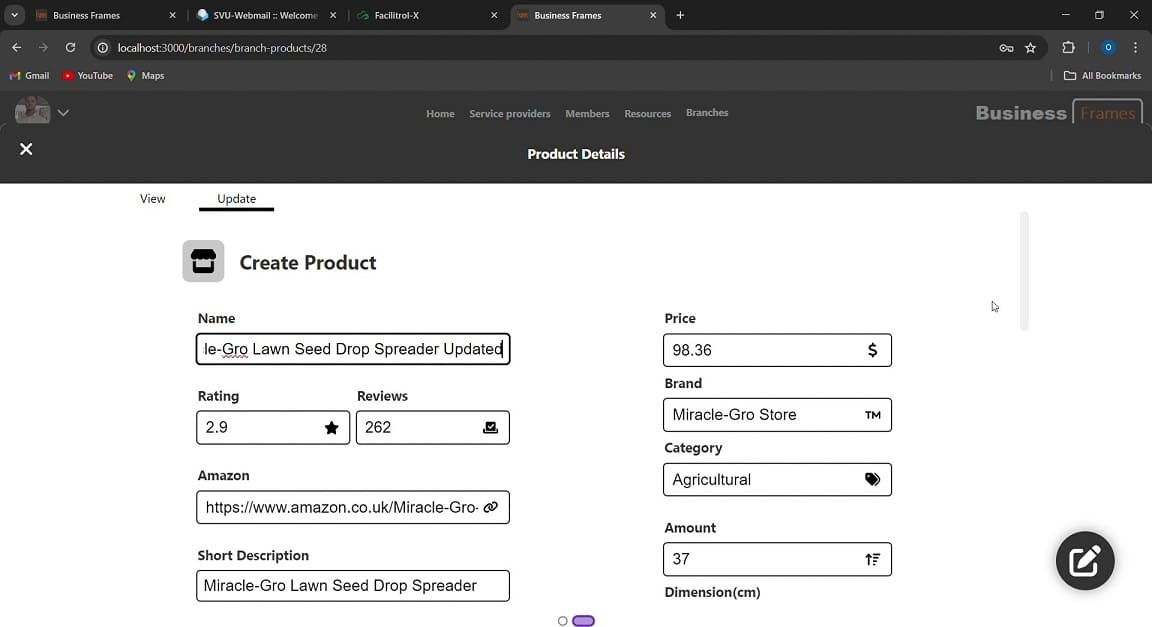 Business Frames
SVU-Webmail :: Welcome
Facilitrol-X
Business Frames
localhost:3000/branches/branch-products/28
O
Gmail
YouTube
Maps
All Bookmarks
Home
Service providers
Members
Resources
Branches
Business Frames
Product Details
View
Update
Create Product
Name
le-Gro Lawn Seed Drop Spreader Updated
Price
98.36
$
Rating
Reviews
2.9
262
Brand
Miracle-Gro Store
TM
Category
Agricultural
Amazon
https://www.amazon.co.uk/Miracle-Gro-
Amount
37
Short Description
Miracle-Gro Lawn Seed Drop Spreader
Dimension(cm)